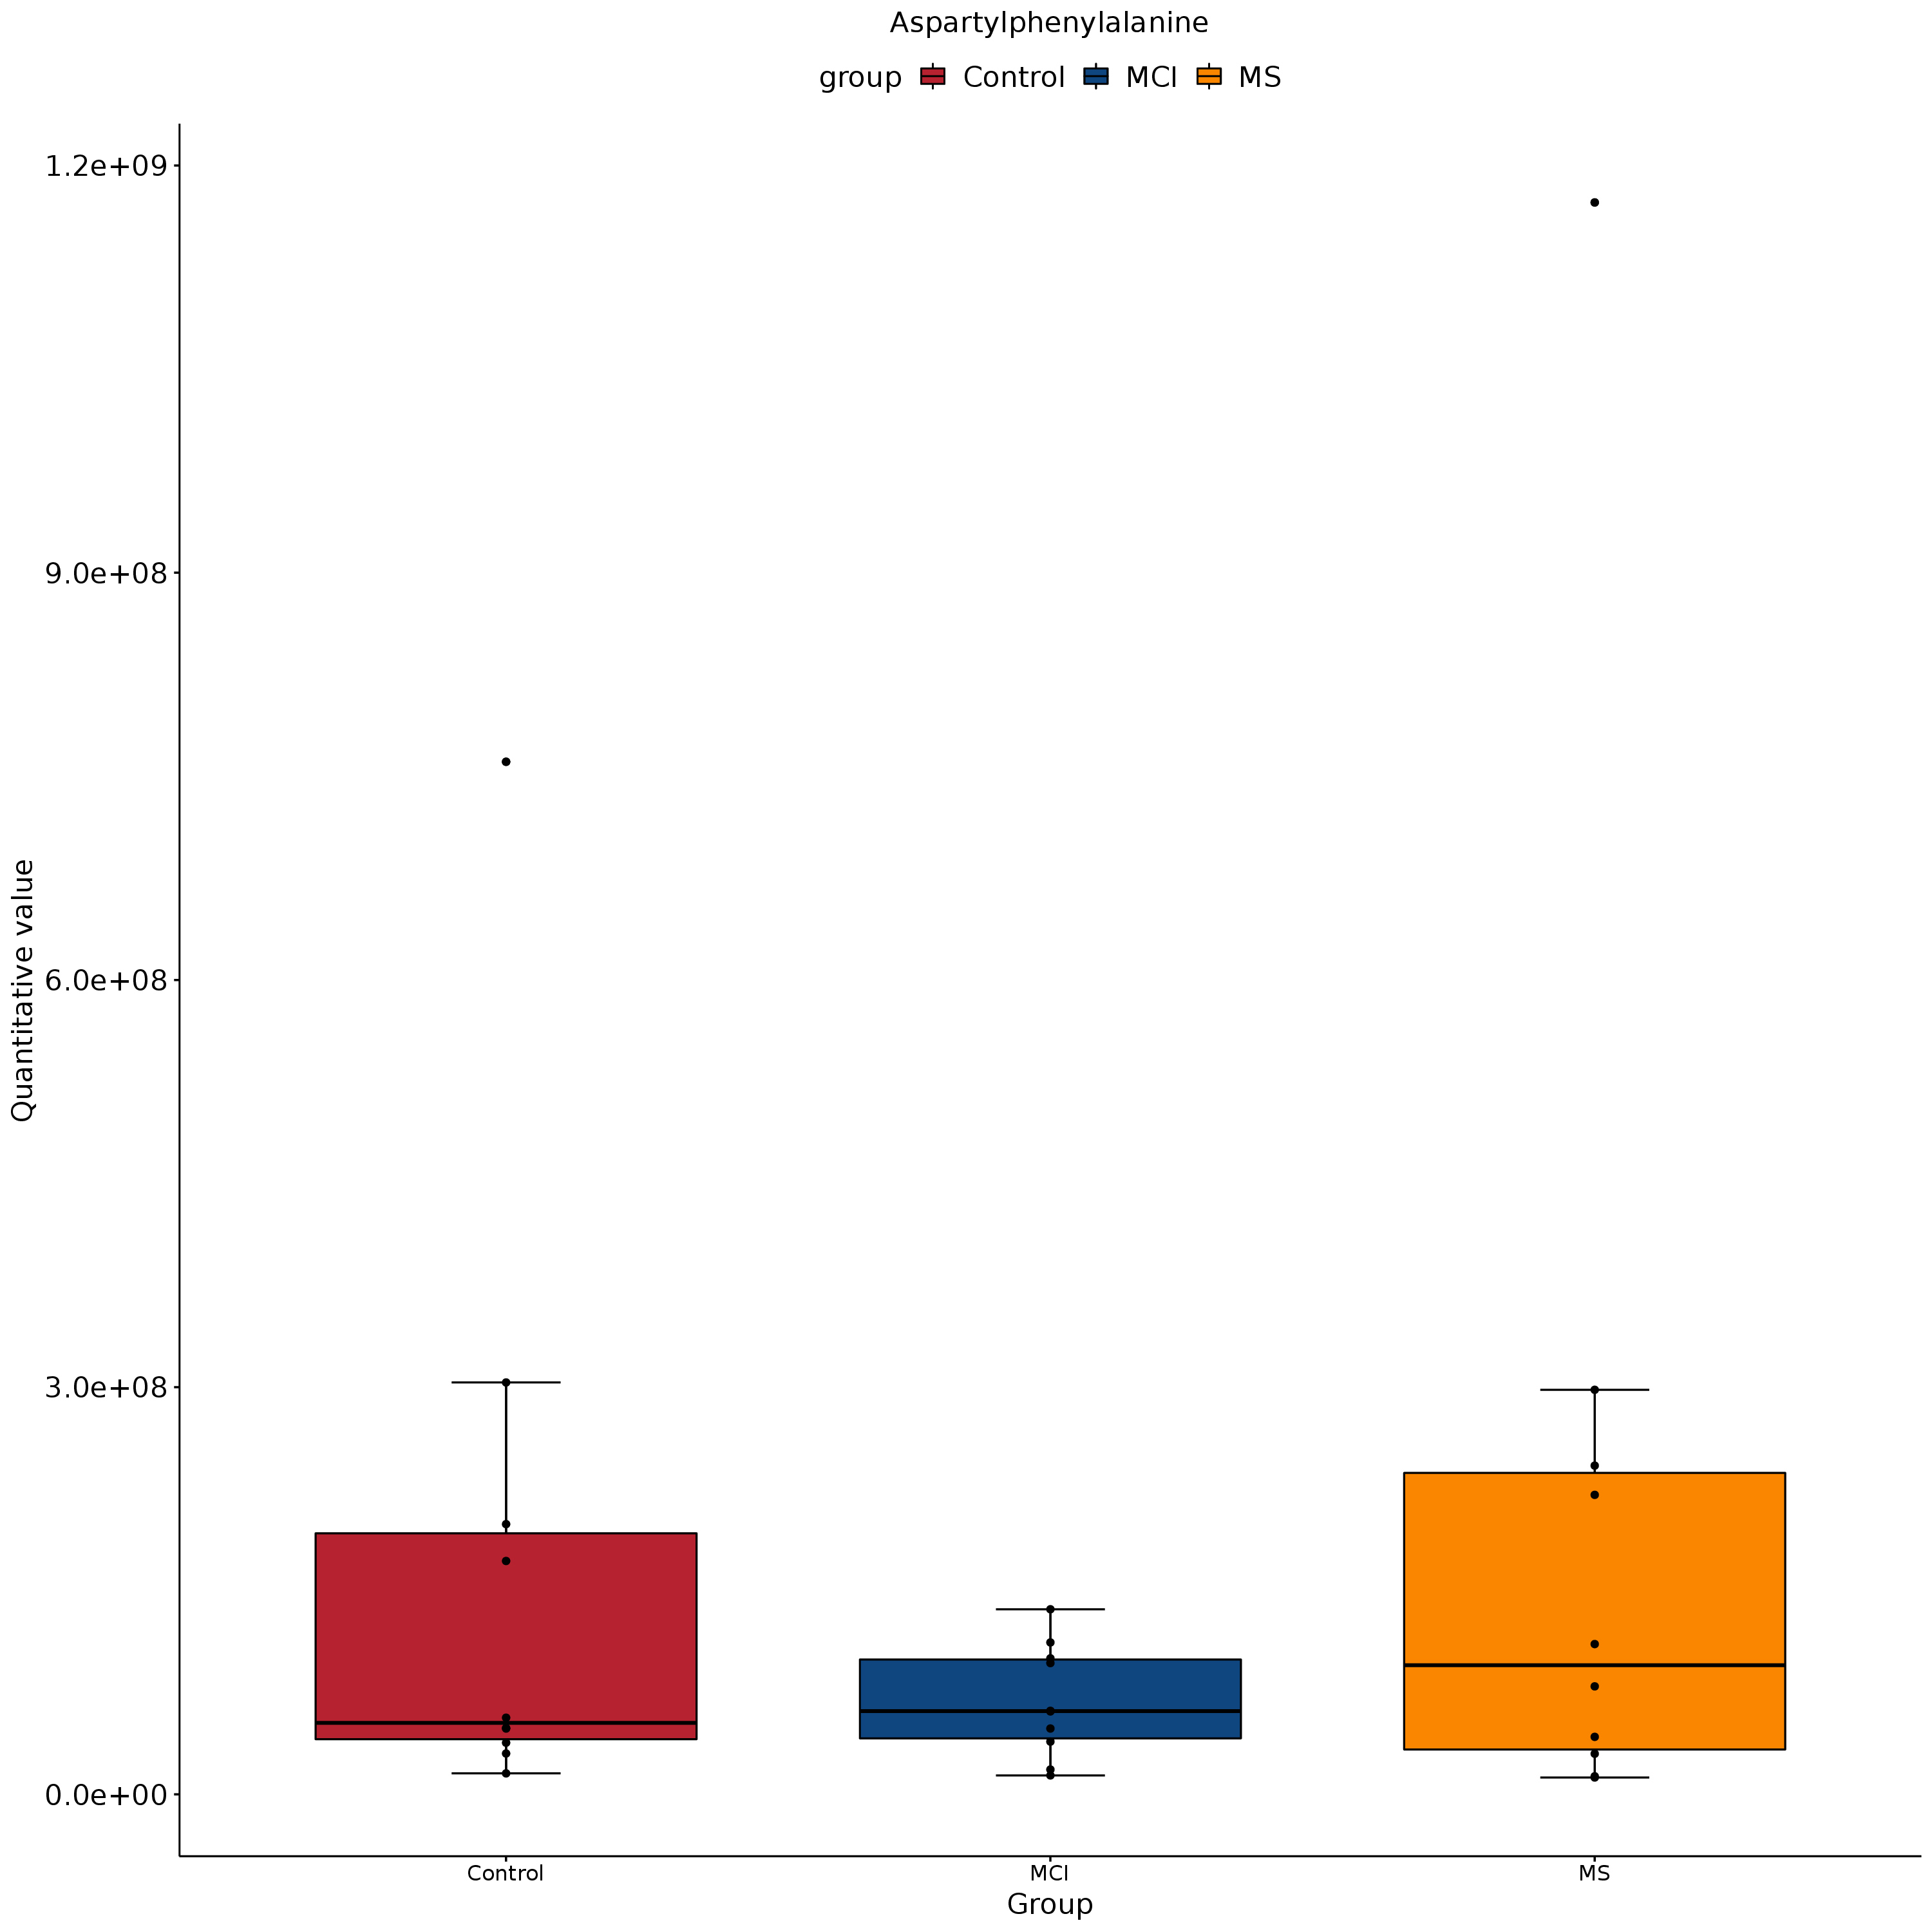 Aspartylphenylalanine
group Control MCI MS
1.2e+09
9.0e+08
6.0e+08
3.0e+08
0.0e+00
Quantitative value
Control MCI MS
Group